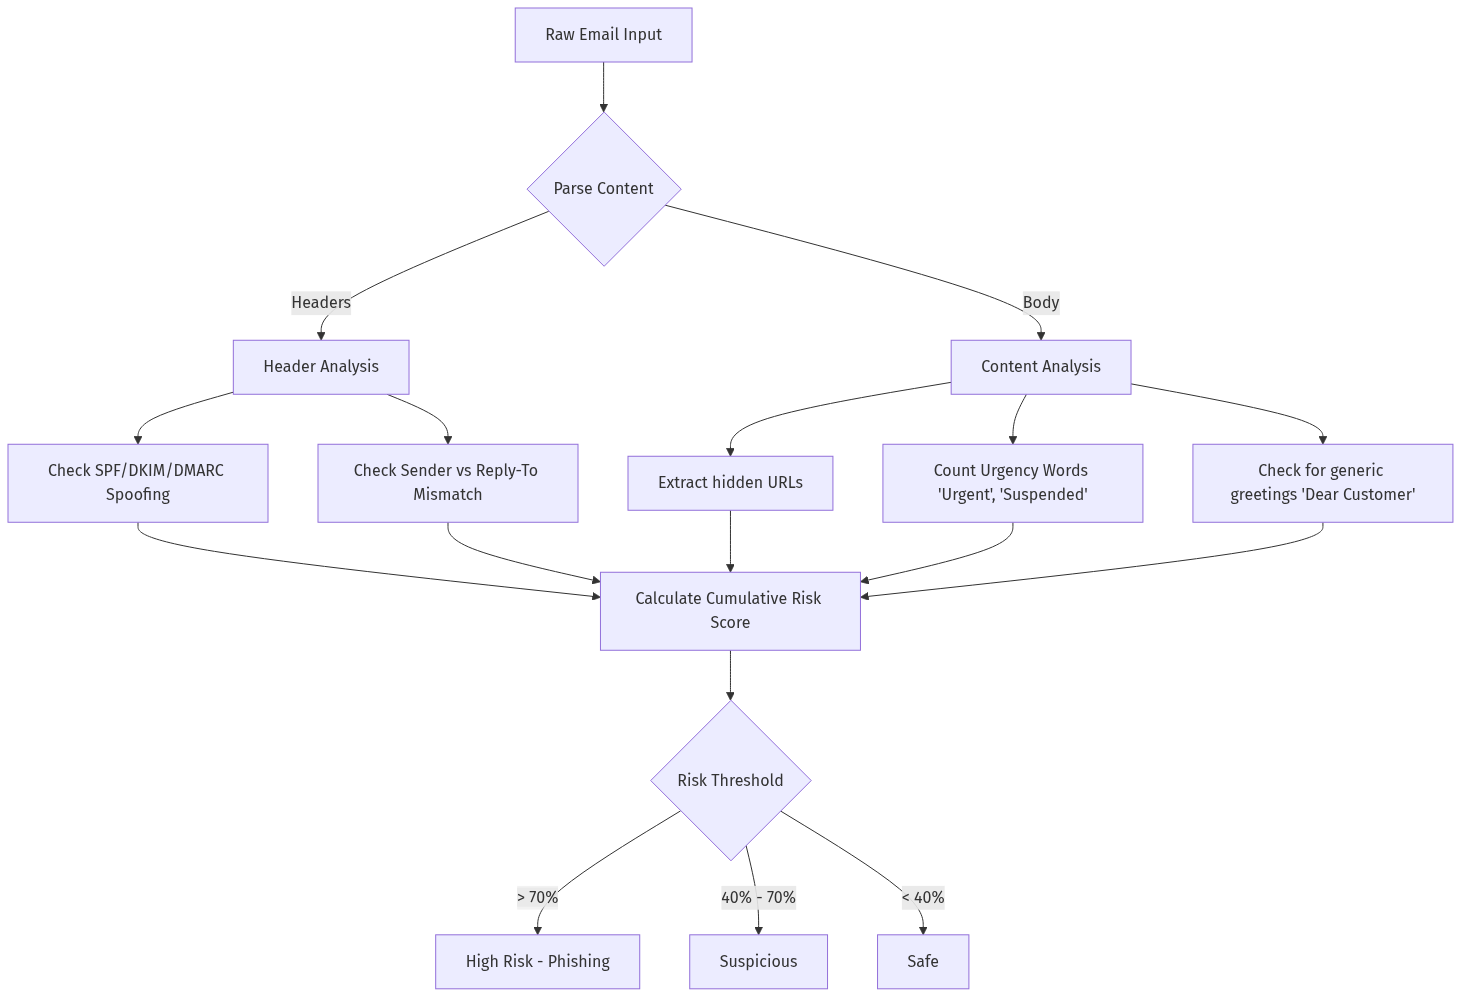 Raw Email Input
Parse Content
Headers
Body
Header Analysis
Content Analysis
Check SPF/DKIM/DMARC
Spoofing
Check Sender vs Reply-To
Mismatch
Extract hidden URLs
Count Urgency Words
'Urgent', 'Suspended'
Check for generic
greetings 'Dear Customer'
Calculate Cumulative Risk
Score
Risk Threshold
> 70%
40% - 70%
< 40%
High Risk - Phishing
Suspicious
Safe